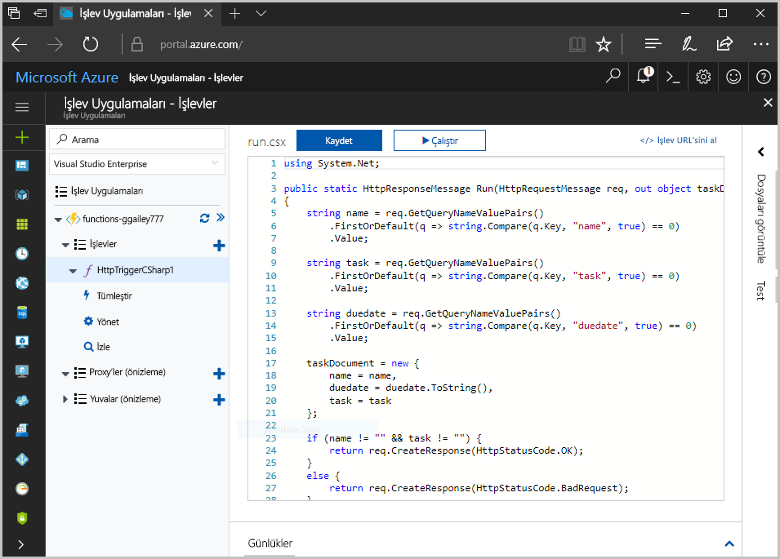 İşlev Uygulamaları - İşlevler
portal.azure.com/
Microsoft Azure İşlev Uygulamaları - İşlevler
1
İşlev Uygulamaları - İşlevler
İşlev Uygulamaları
Arama
Visual Studio Enterprise
İşlev Uygulamaları
functions-ggailey777
İşlevler
HttpTriggerCSharp1
Tümleştir
Yönet
İzle
Proxy'ler (önizleme)
Yuvalar (önizleme)
run.csx
Kaydet
Çalıştır
</> İşlev URL'sini al
1 using System.Net;
2
3 public static HttpResponseMessage Run(HttpRequestMessage req, out object taskD
4 {
5 string name = req.GetQueryNameValuePairs()
6 .FirstOrDefault(q => string.Compare(q.Key, "name", true) == 0)
7 .Value;
8
9 string task = req.GetQueryNameValuePairs()
10 .FirstOrDefault(q => string.Compare(q.Key, "task", true) == 0)
11 .Value;
12
13 string duedate = req.GetQueryNameValuePairs()
14 .FirstOrDefault(q => string.Compare(q.Key, "duedate", true) == 0)
15 .Value;
16
17 taskDocument = new {
18 name = name,
19 duedate = duedate.ToString(),
20 task = task
21 };
22
23 if (name != "" && task != "") {
24 return req.CreateResponse(HttpStatusCode.OK);
25 }
26 else {
27 return req.CreateResponse(HttpStatusCode.BadRequest);
28 }
Window Snip
Günlükler
Dosyaları görüntüle
Test